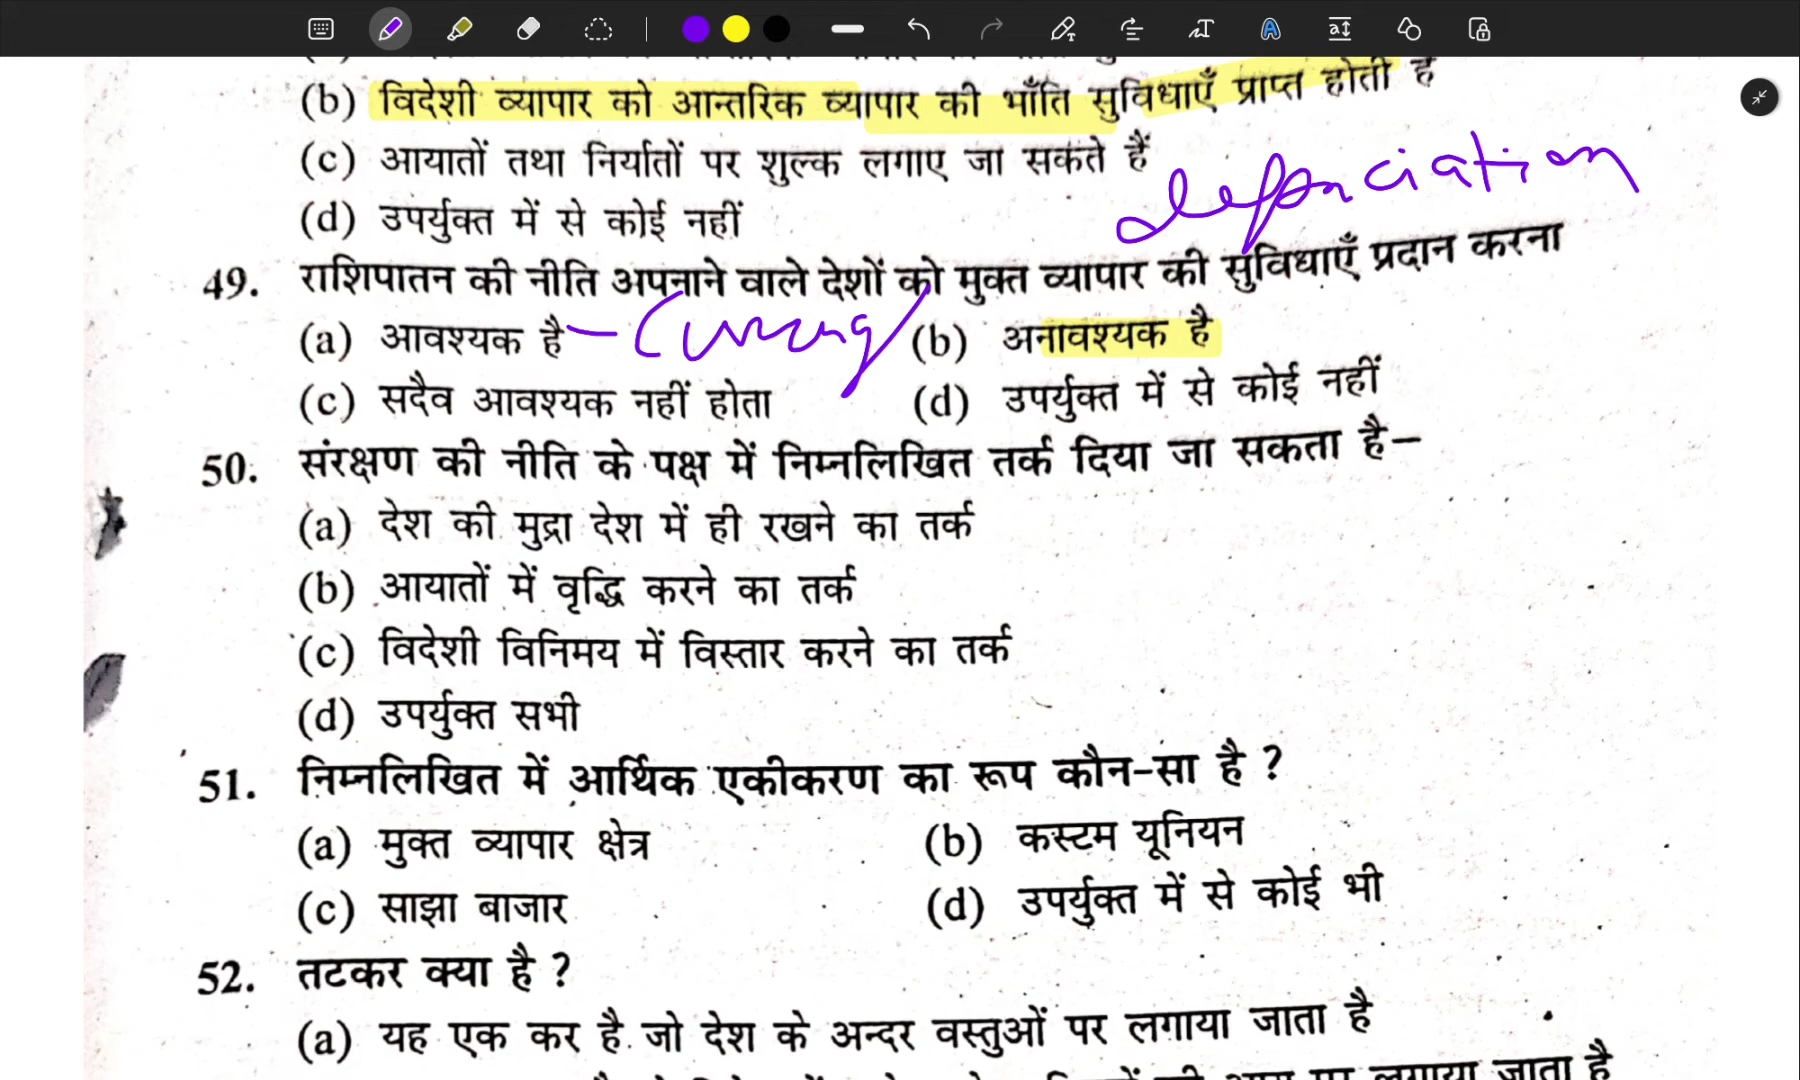 (b) विदेशी व्यापार को आन्तरिक व्यापार की भाँति सुविधाएँ प्राप्त होती हैं
(c) आयातों तथा निर्यातों पर शुल्क लगाए जा सकते हैं
(d) उपर्युक्त में से कोई नहीं
49. राशिपातन की नीति अपनाने वाले देशों को मुक्त व्यापार की सुविधाएँ प्रदान करना
(a) आवश्यक है (b) अनावश्यक है
(c) सदैव आवश्यक नहीं होता (d) उपर्युक्त में से कोई नहीं
50. संरक्षण की नीति के पक्ष में निम्नलिखित तर्क दिया जा सकता है–
(a) देश की मुद्रा देश में ही रखने का तर्क
(b) आयातों में वृद्धि करने का तर्क
(c) विदेशी विनिमय में विस्तार करने का तर्क
(d) उपर्युक्त सभी
51. निम्नलिखित में आर्थिक एकीकरण का रूप कौन-सा है ?
(a) मुक्त व्यापार क्षेत्र (b) कस्टम यूनियन
(c) साझा बाजार (d) उपर्युक्त में से कोई भी
52. तटकर क्या है ?
(a) यह एक कर है जो देश के अन्दर वस्तुओं पर लगाया जाता है
पर लगाया जाता है